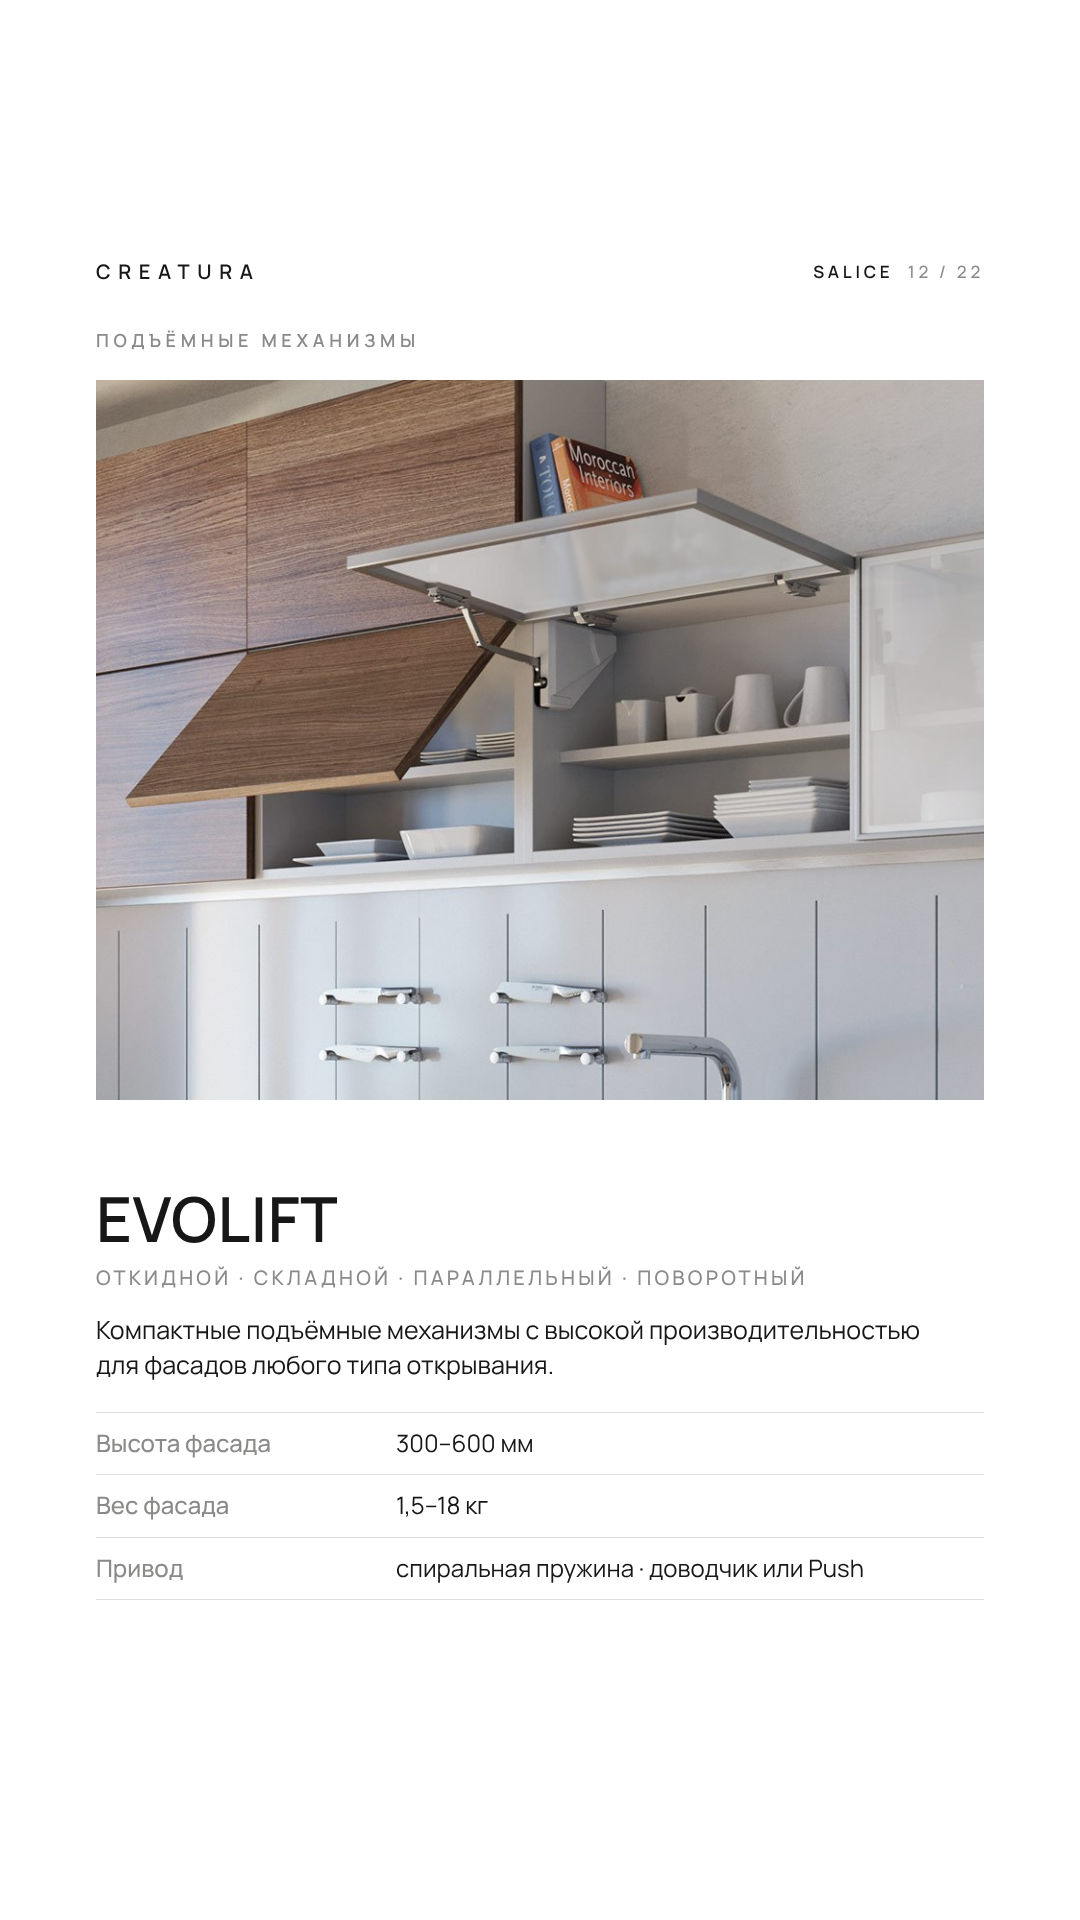 CREATURA
SALICE 12 / 22
ПОДЪЁМНЫЕ МЕХАНИЗМЫ
Moroccan
Interiors
A TOUC
Moroc
EVOLIFT
ОТКИДНОЙ · СКЛАДНОЙ · ПАРАЛЛЕЛЬНЫЙ · ПОВОРОТНЫЙ
Компактные подъёмные механизмы с высокой производительностью
для фасадов любого типа открывания.
Высота фасада 300–600 мм
Вес фасада 1,5–18 кг
Привод спиральная пружина · доводчик или Push